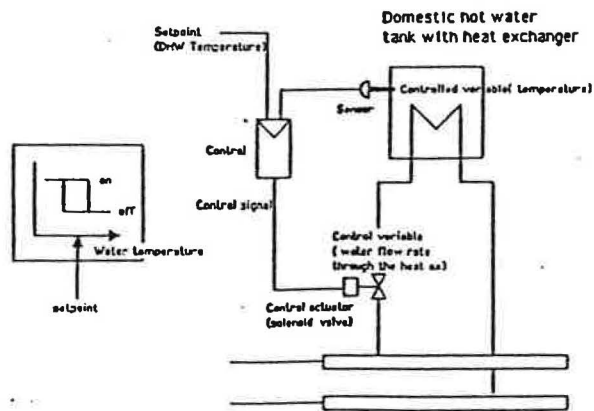 Domestic hot water
tank with heat exchanger
Setpoint
(DHW Temperature)
Controlled variable( temperature)
Sensor
Control
on
off
Water temperature
setpoint
Control signal
Control variable
( water flow rate
through the heat ex)
Control actuator
(solenoid valve)